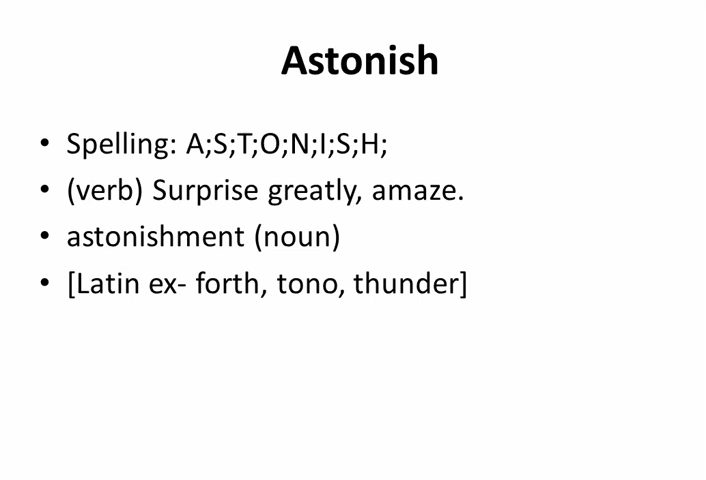 Astonish
• Spelling: A;S;T;O;N;I;S;H;
• (verb) Surprise greatly, amaze.
• astonishment (noun)
• [Latin ex- forth, tono, thunder]